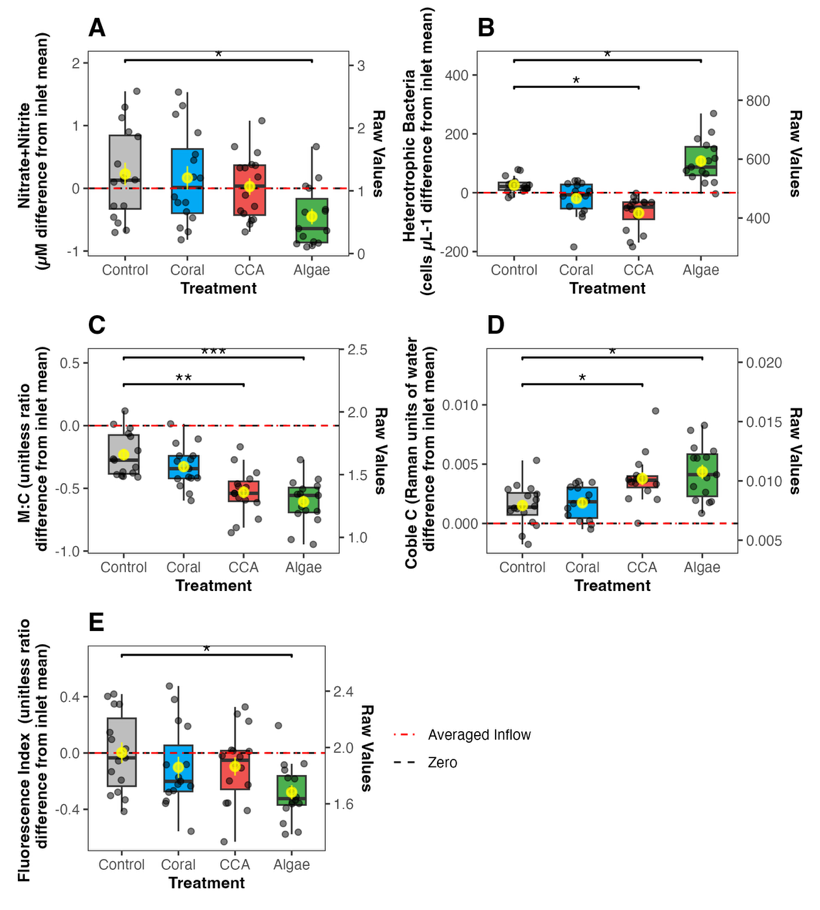 A
B
Nitrate+Nitrite
(µM difference from inlet mean)
2
1
0
-1
*
3
2
1
0
Raw Values
Control Coral CCA Algae
Treatment
Heterotrophic Bacteria
(cells µL-1 difference from inlet mean)
400
200
0
-200
*
*
800
600
400
Raw Values
Control Coral CCA Algae
Treatment
C
D
M:C (unitless ratio
difference from inlet mean)
0.5
0.0
-0.5
-1.0
***
**
2.5
2.0
1.5
1.0
Raw Values
Control Coral CCA Algae
Treatment
Coble C (Raman units of water
difference from inlet mean)
0.010
0.005
0.000
*
*
0.020
0.015
0.010
0.005
Raw Values
Control Coral CCA Algae
Treatment
E
Fluorescence Index (unitless ratio
difference from inlet mean)
0.4
0.0
-0.4
*
2.4
2.0
1.6
Raw Values
Control Coral CCA Algae
Treatment
Averaged Inflow
Zero